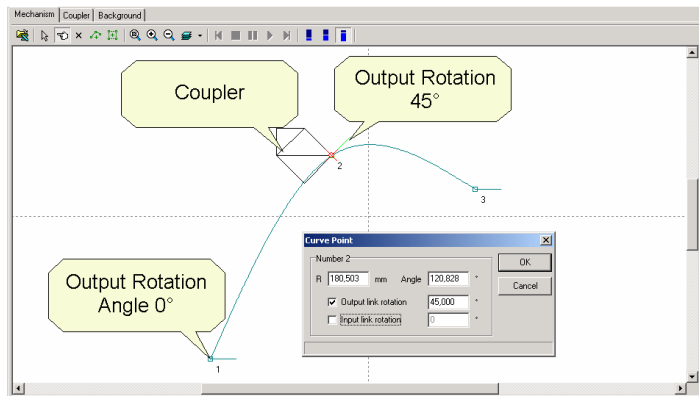 Mechanism Coupler Background
Coupler
Output Rotation
45°
2
3
Output Rotation
Angle 0°
1
Curve Point
Number 2
R 180,503 mm Angle 120,828 °
Output link rotation 45,000 °
Input link rotation 0 °
OK
Cancel